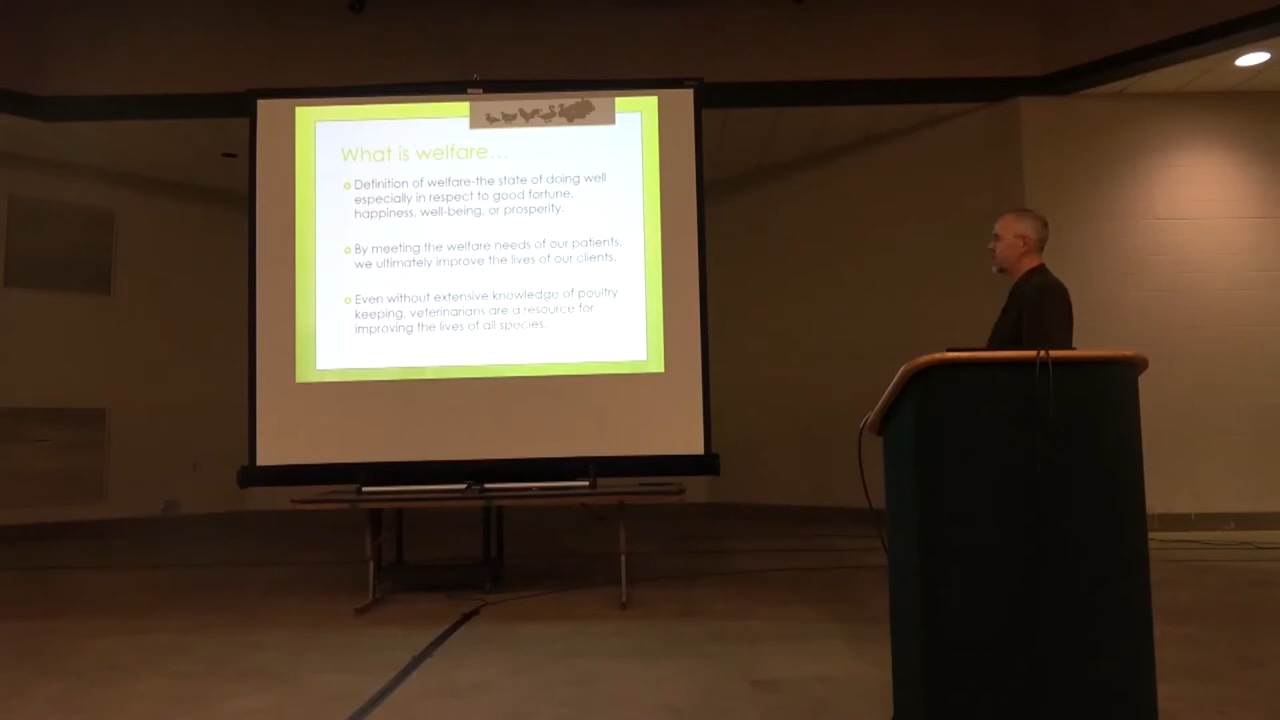 What is welfare...
Definition of welfare-the state of doing well
especially in respect to good fortune,
happiness, well-being, or prosperity.
By meeting the welfare needs of our patients,
we ultimately improve the lives of our clients.
Even without extensive knowledge of poultry
keeping, veterinarians are a resource for
improving the lives of all species.